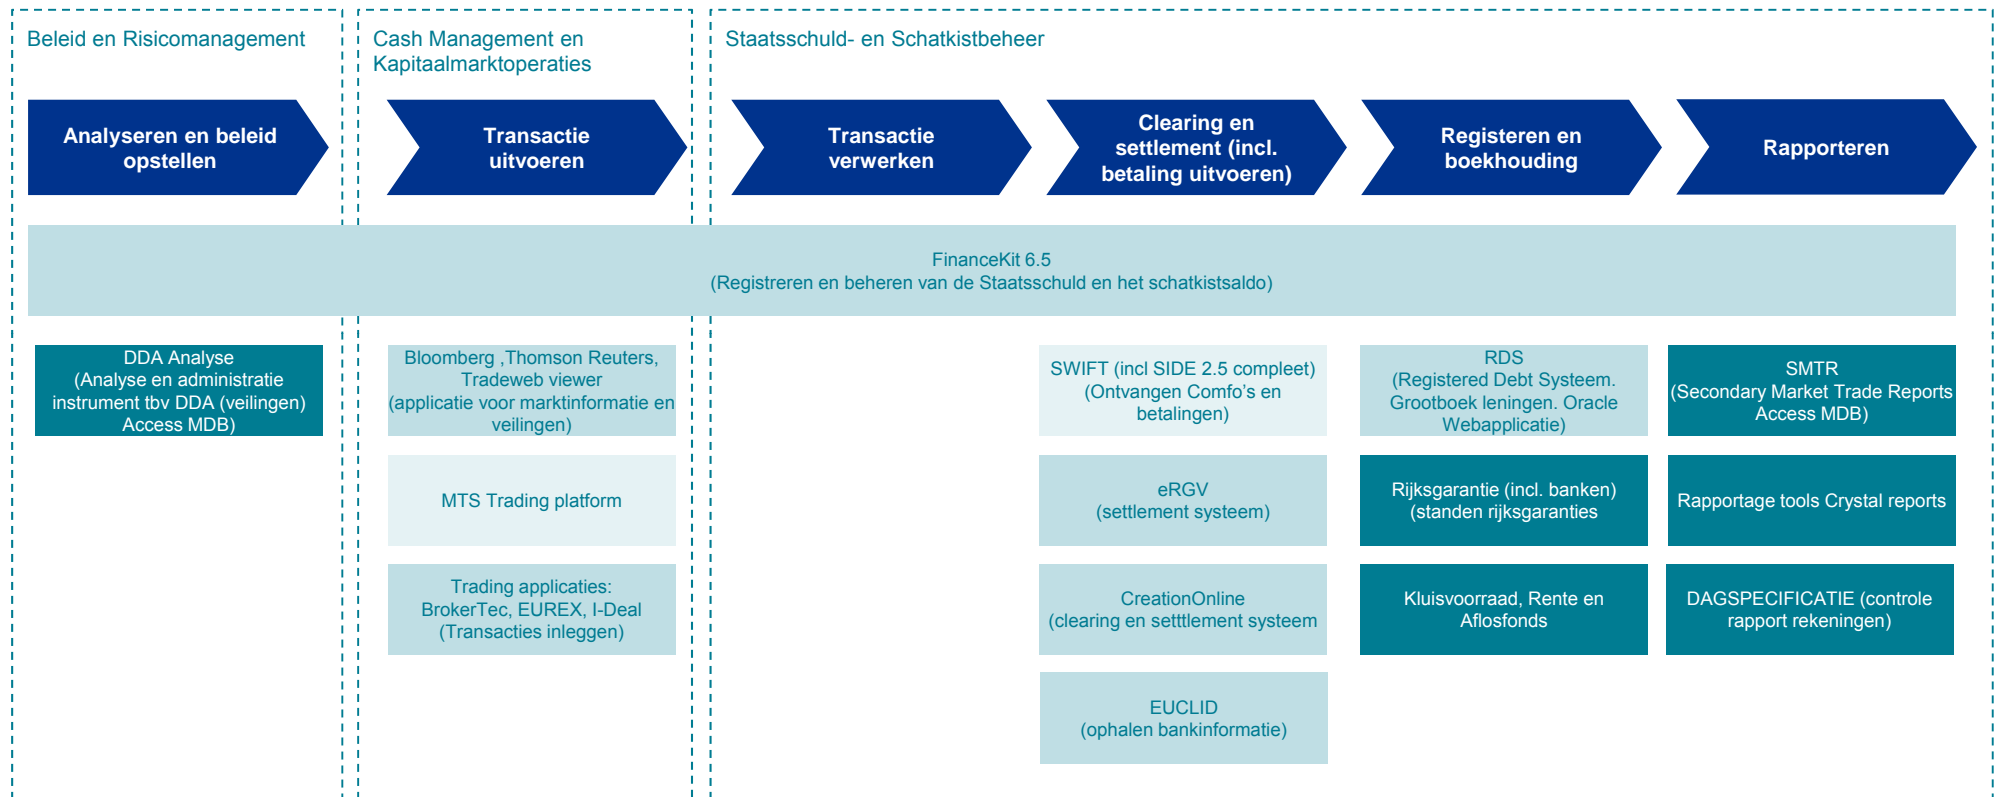 Beleid en Risicomanagement
Cash Management en
Kapitaalmarktoperaties
Staatsschuld- en Schatkistbeheer
Analyseren en beleid
opstellen
Transactie
uitvoeren
Transactie
verwerken
Clearing en
settlement (incl.
betaling uitvoeren)
Registeren en
boekhouding
Rapporteren
FinanceKit 6.5
(Registreren en beheren van de Staatsschuld en het schatkistsaldo)
DDA Analyse
(Analyse en administratie
instrument tbv DDA (veilingen)
Access MDB)
Bloomberg ,Thomson Reuters,
Tradeweb viewer
(applicatie voor marktinformatie en
veilingen)
MTS Trading platform
Trading applicaties:
BrokerTec, EUREX, I-Deal
(Transacties inleggen)
SWIFT (incl SIDE 2.5 compleet)
(Ontvangen Comfo's en
betalingen)
eRGV
(settlement systeem)
CreationOnline
(clearing en setttlement systeem
EUCLID
(ophalen bankinformatie)
RDS
(Registered Debt Systeem.
Grootboek leningen. Oracle
Webapplicatie)
Rijksgarantie (incl. banken)
(standen rijksgaranties
Kluisvoorraad, Rente en
Aflosfonds
SMTR
(Secondary Market Trade Reports
Access MDB)
Rapportage tools Crystal reports
DAGSPECIFICATIE (controle
rapport rekeningen)